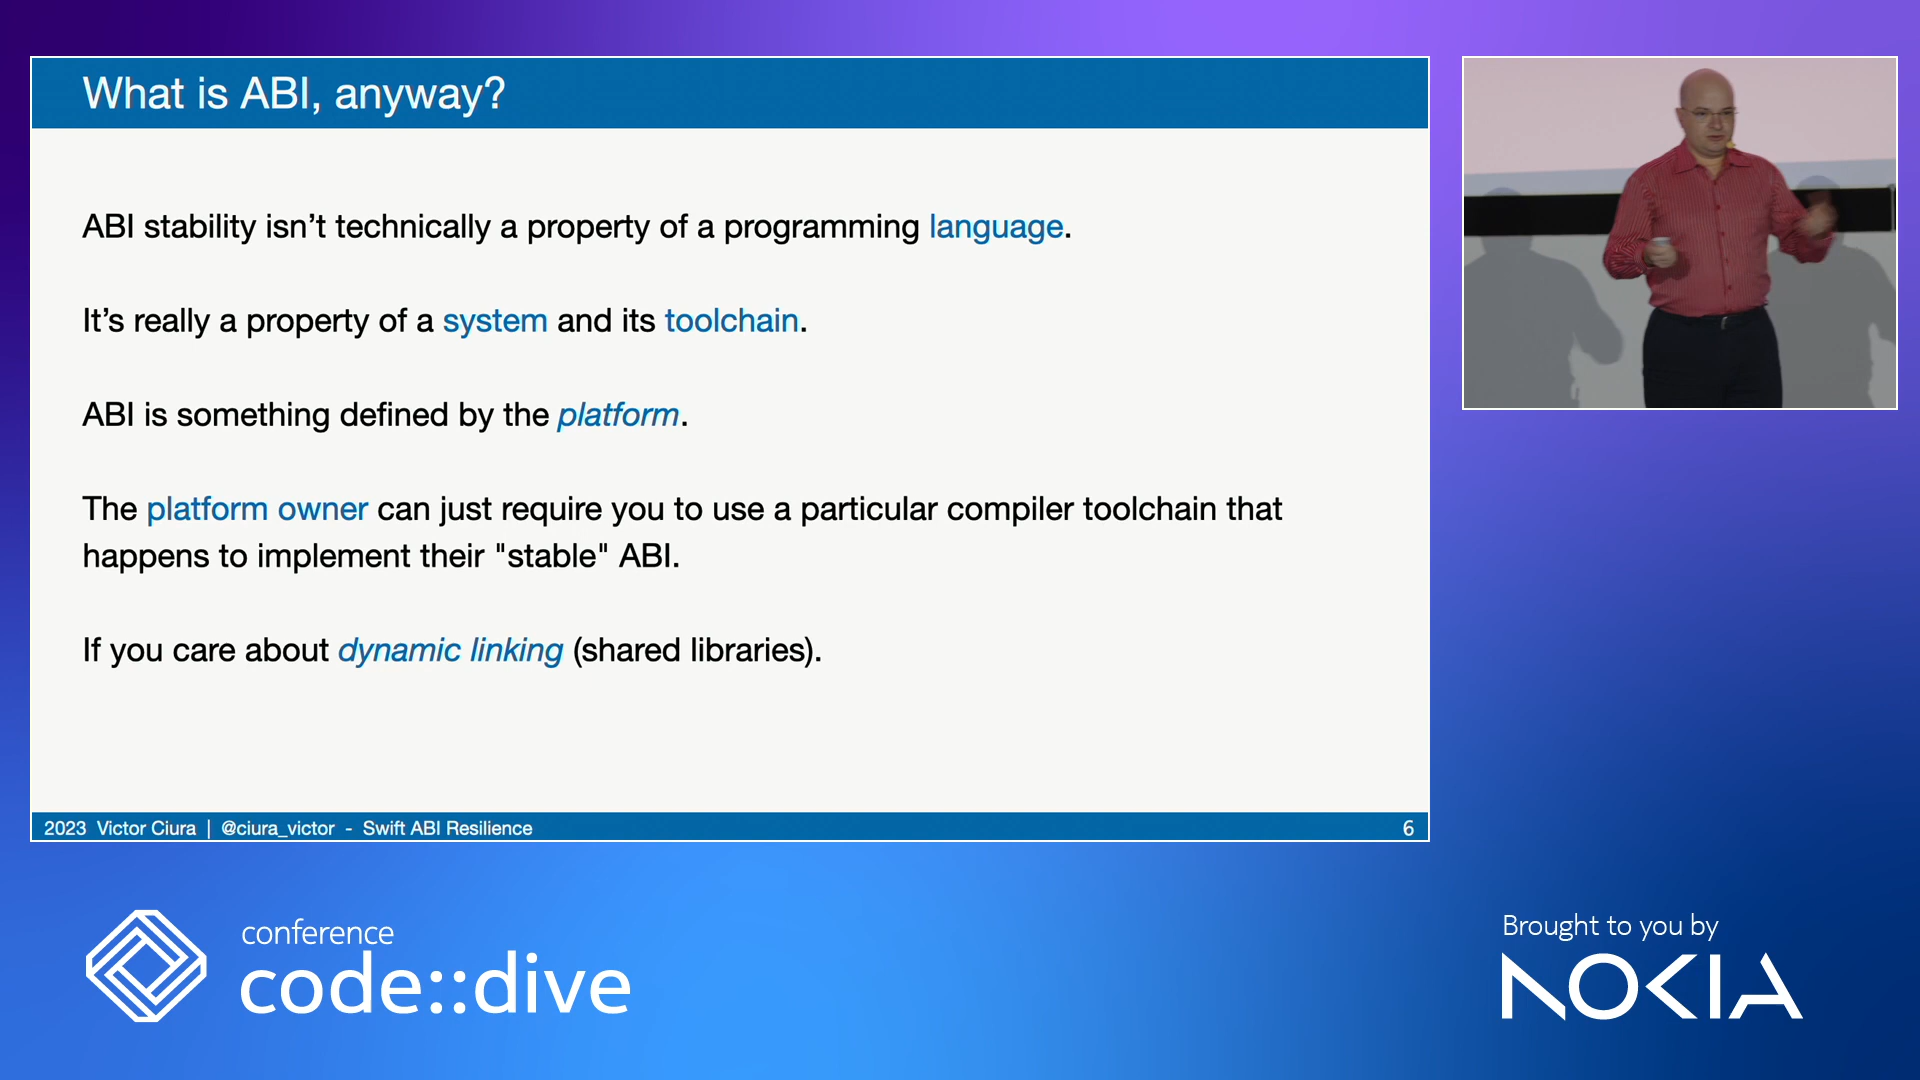 What is ABI, anyway?
ABI stability isn’t technically a property of a programming language.
It’s really a property of a system and its toolchain.
ABI is something defined by the platform.
The platform owner can just require you to use a particular compiler toolchain that
happens to implement their "stable" ABI.
If you care about dynamic linking (shared libraries).
2023 Victor Ciura | @ciura_victor - Swift ABI Resilience
6
conference
code::dive
Brought to you by
NOKIA